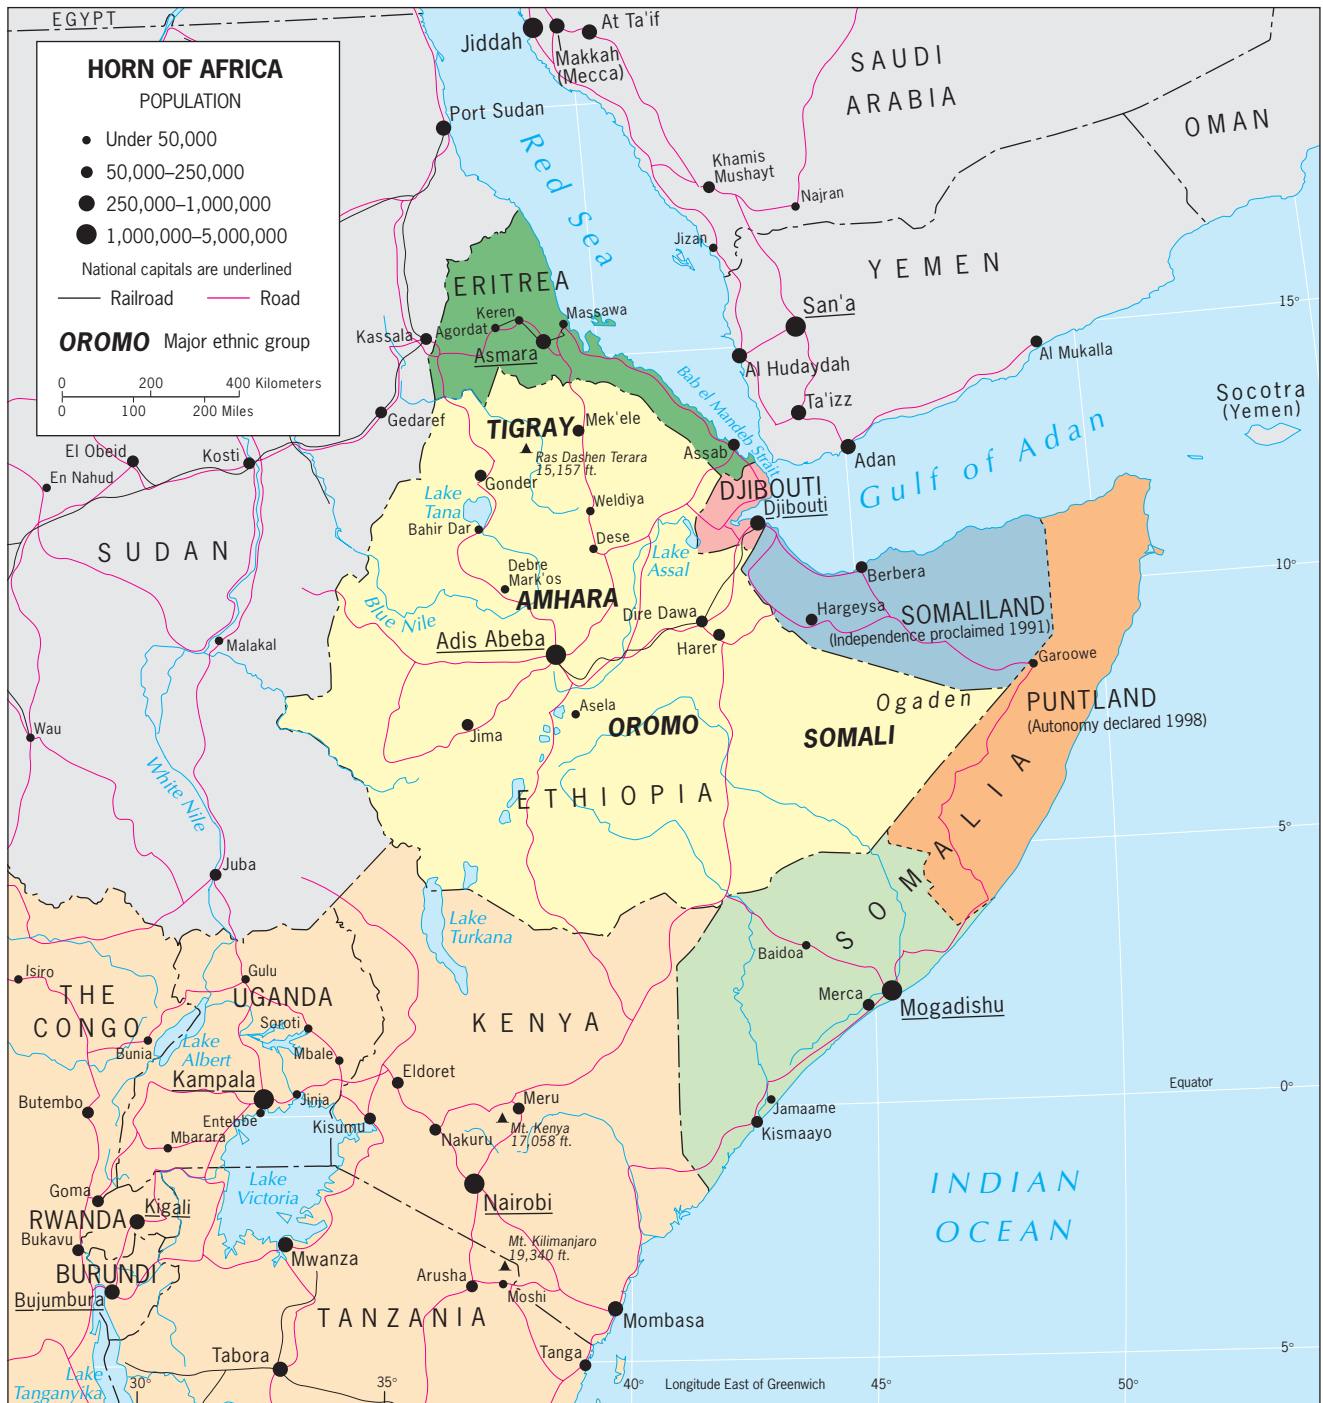 EGYPT
HORN OF AFRICA
POPULATION
Under 50,000
50,000–250,000
250,000–1,000,000
1,000,000–5,000,000
National capitals are underlined
Railroad
Road
OROMO Major ethnic group
0 200 400 Kilometers
0 100 200 Miles
Jiddah
At Ta'if
Makkah
(Mecca)
SAUDI
ARABIA
OMAN
Port Sudan
Red Sea
Khamis
Mushayt
Najran
Jizan
YEMEN
San'a
15°
ERITREA
Keren
Massawa
Kassala
Agordat
Asmara
Al Hudaydah
Al Mukalla
Bab el Mandeb Strait
Ta'izz
Socotra
(Yemen)
Gedaref
TIGRAY
Mek'ele
Ras Dashen Terara
15,157 ft.
Assab
Adan
Gulf of Adan
El Obeid
Kosti
En Nahud
Gonder
Lake
Tana
Weldiya
DJIBOUTI
Djibouti
Bahir Dar
Dese
Lake
Assal
SUDAN
10°
Debre
Mark'os
Berbera
AMHARA
Blue Nile
Dire Dawa
Hargeysa
SOMALILAND
(Independence proclaimed 1991)
Malakal
Adis Abeba
Harer
Garoowe
Ogaden
PUNTLAND
(Autonomy declared 1998)
Asela
Wau
Jima
OROMO
SOMALI
White Nile
ETHIOPIA
SOMALIA
5°
Juba
Lake
Turkana
Baidoa
Isiro
THE
CONGO
Gulu
UGANDA
Merca
Mogadishu
Soroti
KENYA
Bunia
Lake
Albert
Mbale
Kampala
Eldoret
Equator
0°
Butembo
Jinja
Meru
Jamaame
Entebbe
Kisumu
Mbarara
Nakuru
Mt. Kenya
17,058 ft.
Kismaayo
Goma
Lake
Victoria
INDIAN
OCEAN
RWANDA
Kigali
Nairobi
Bukavu
Mwanza
Mt. Kilimanjaro
19,340 ft.
BURUNDI
Arusha
Moshi
Bujumbura
TANZANIA
Mombasa
Tabora
Tanga
5°
Lake
Tanganyika
30°
35°
40°
Longitude East of Greenwich
45°
50°